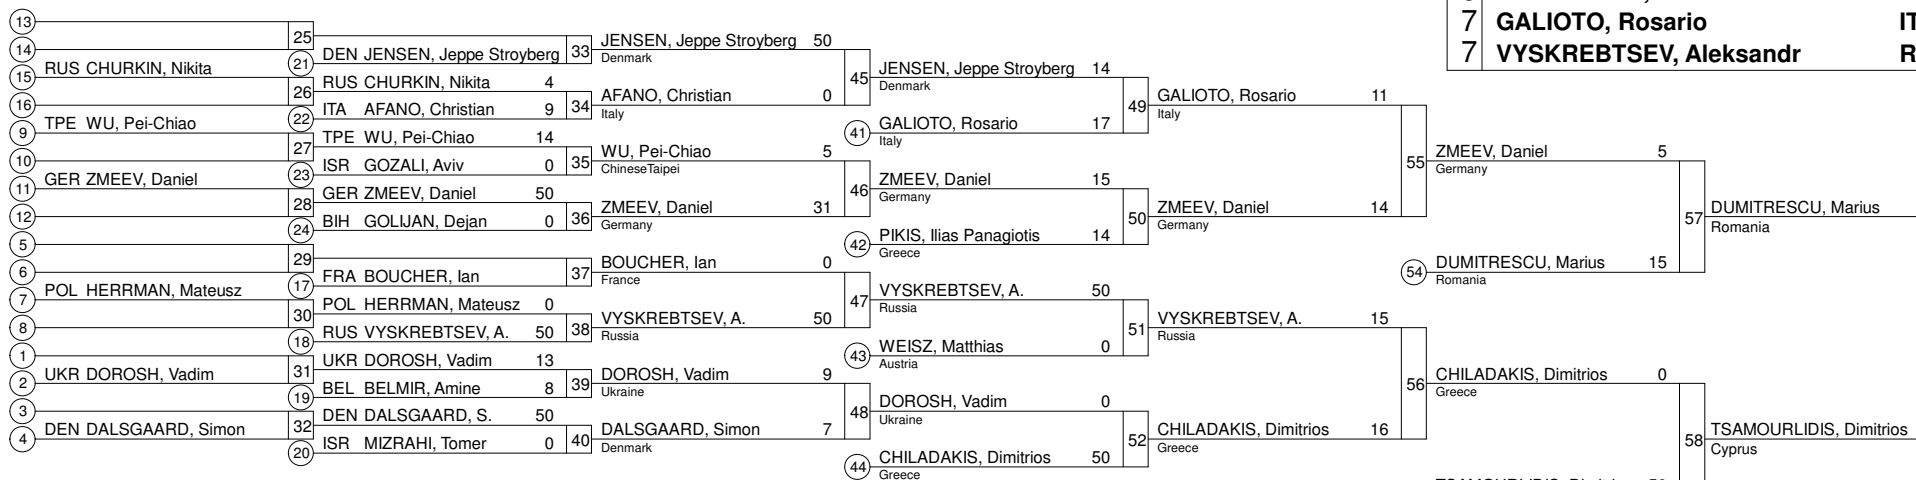 13
14
RUS CHURKIN, Nikita
15
16
TPE WU, Pei-Chiao
9
10
GER ZMEEV, Daniel
11
12
5
6
POL HERRMAN, Mateusz
7
8
1
UKR DOROSH, Vadim
2
3
DEN DALSGAARD, Simon
4
25
DEN JENSEN, Jeppe Stroyberg
21
RUS CHURKIN, Nikita 4
26
ITA AFANO, Christian 9
22
TPE WU, Pei-Chiao 14
27
ISR GOZALI, Aviv 0
23
GER ZMEEV, Daniel 50
28
BIH GOLIJAN, Dejan 0
24
29
FRA BOUCHER, Ian
17
POL HERRMAN, Mateusz 0
30
RUS VYSKREBTSEV, A. 50
18
UKR DOROSH, Vadim 13
31
BEL BELMIR, Amine 8
19
DEN DALSGAARD, S. 50
32
ISR MIZRAHI, Tomer 0
20
JENSEN, Jeppe Stroyberg 50
33
Denmark
AFANO, Christian 0
34
Italy
WU, Pei-Chiao 5
35
ChineseTaipei
ZMEEV, Daniel 31
36
Germany
BOUCHER, Ian 0
37
France
VYSKREBTSEV, A. 50
38
Russia
DOROSH, Vadim 9
39
Ukraine
DALSGAARD, Simon 7
40
Denmark
JENSEN, Jeppe Stroyberg 14
45
Denmark
GALIOTO, Rosario 17
41
Italy
ZMEEV, Daniel 15
46
Germany
PIKIS, Ilias Panagiotis 14
42
Greece
VYSKREBTSEV, A. 50
47
Russia
WEISZ, Matthias 0
43
Austria
DOROSH, Vadim 0
48
Ukraine
CHILADAKIS, Dimitrios 50
44
Greece
GALIOTO, Rosario 11
49
Italy
ZMEEV, Daniel 14
50
Germany
VYSKREBTSEV, A. 15
51
Russia
CHILADAKIS, Dimitrios 16
52
Greece
ZMEEV, Daniel 5
55
Germany
DUMITRESCU, Marius 15
54
Romania
CHILADAKIS, Dimitrios 0
56
Greece
DUMITRESCU, Marius
57
Romania
TSAMOURLIDIS, Dimitrios
58
Cyprus
7 GALIOTO, Rosario IT
7 VYSKREBTSEV, Aleksandr R